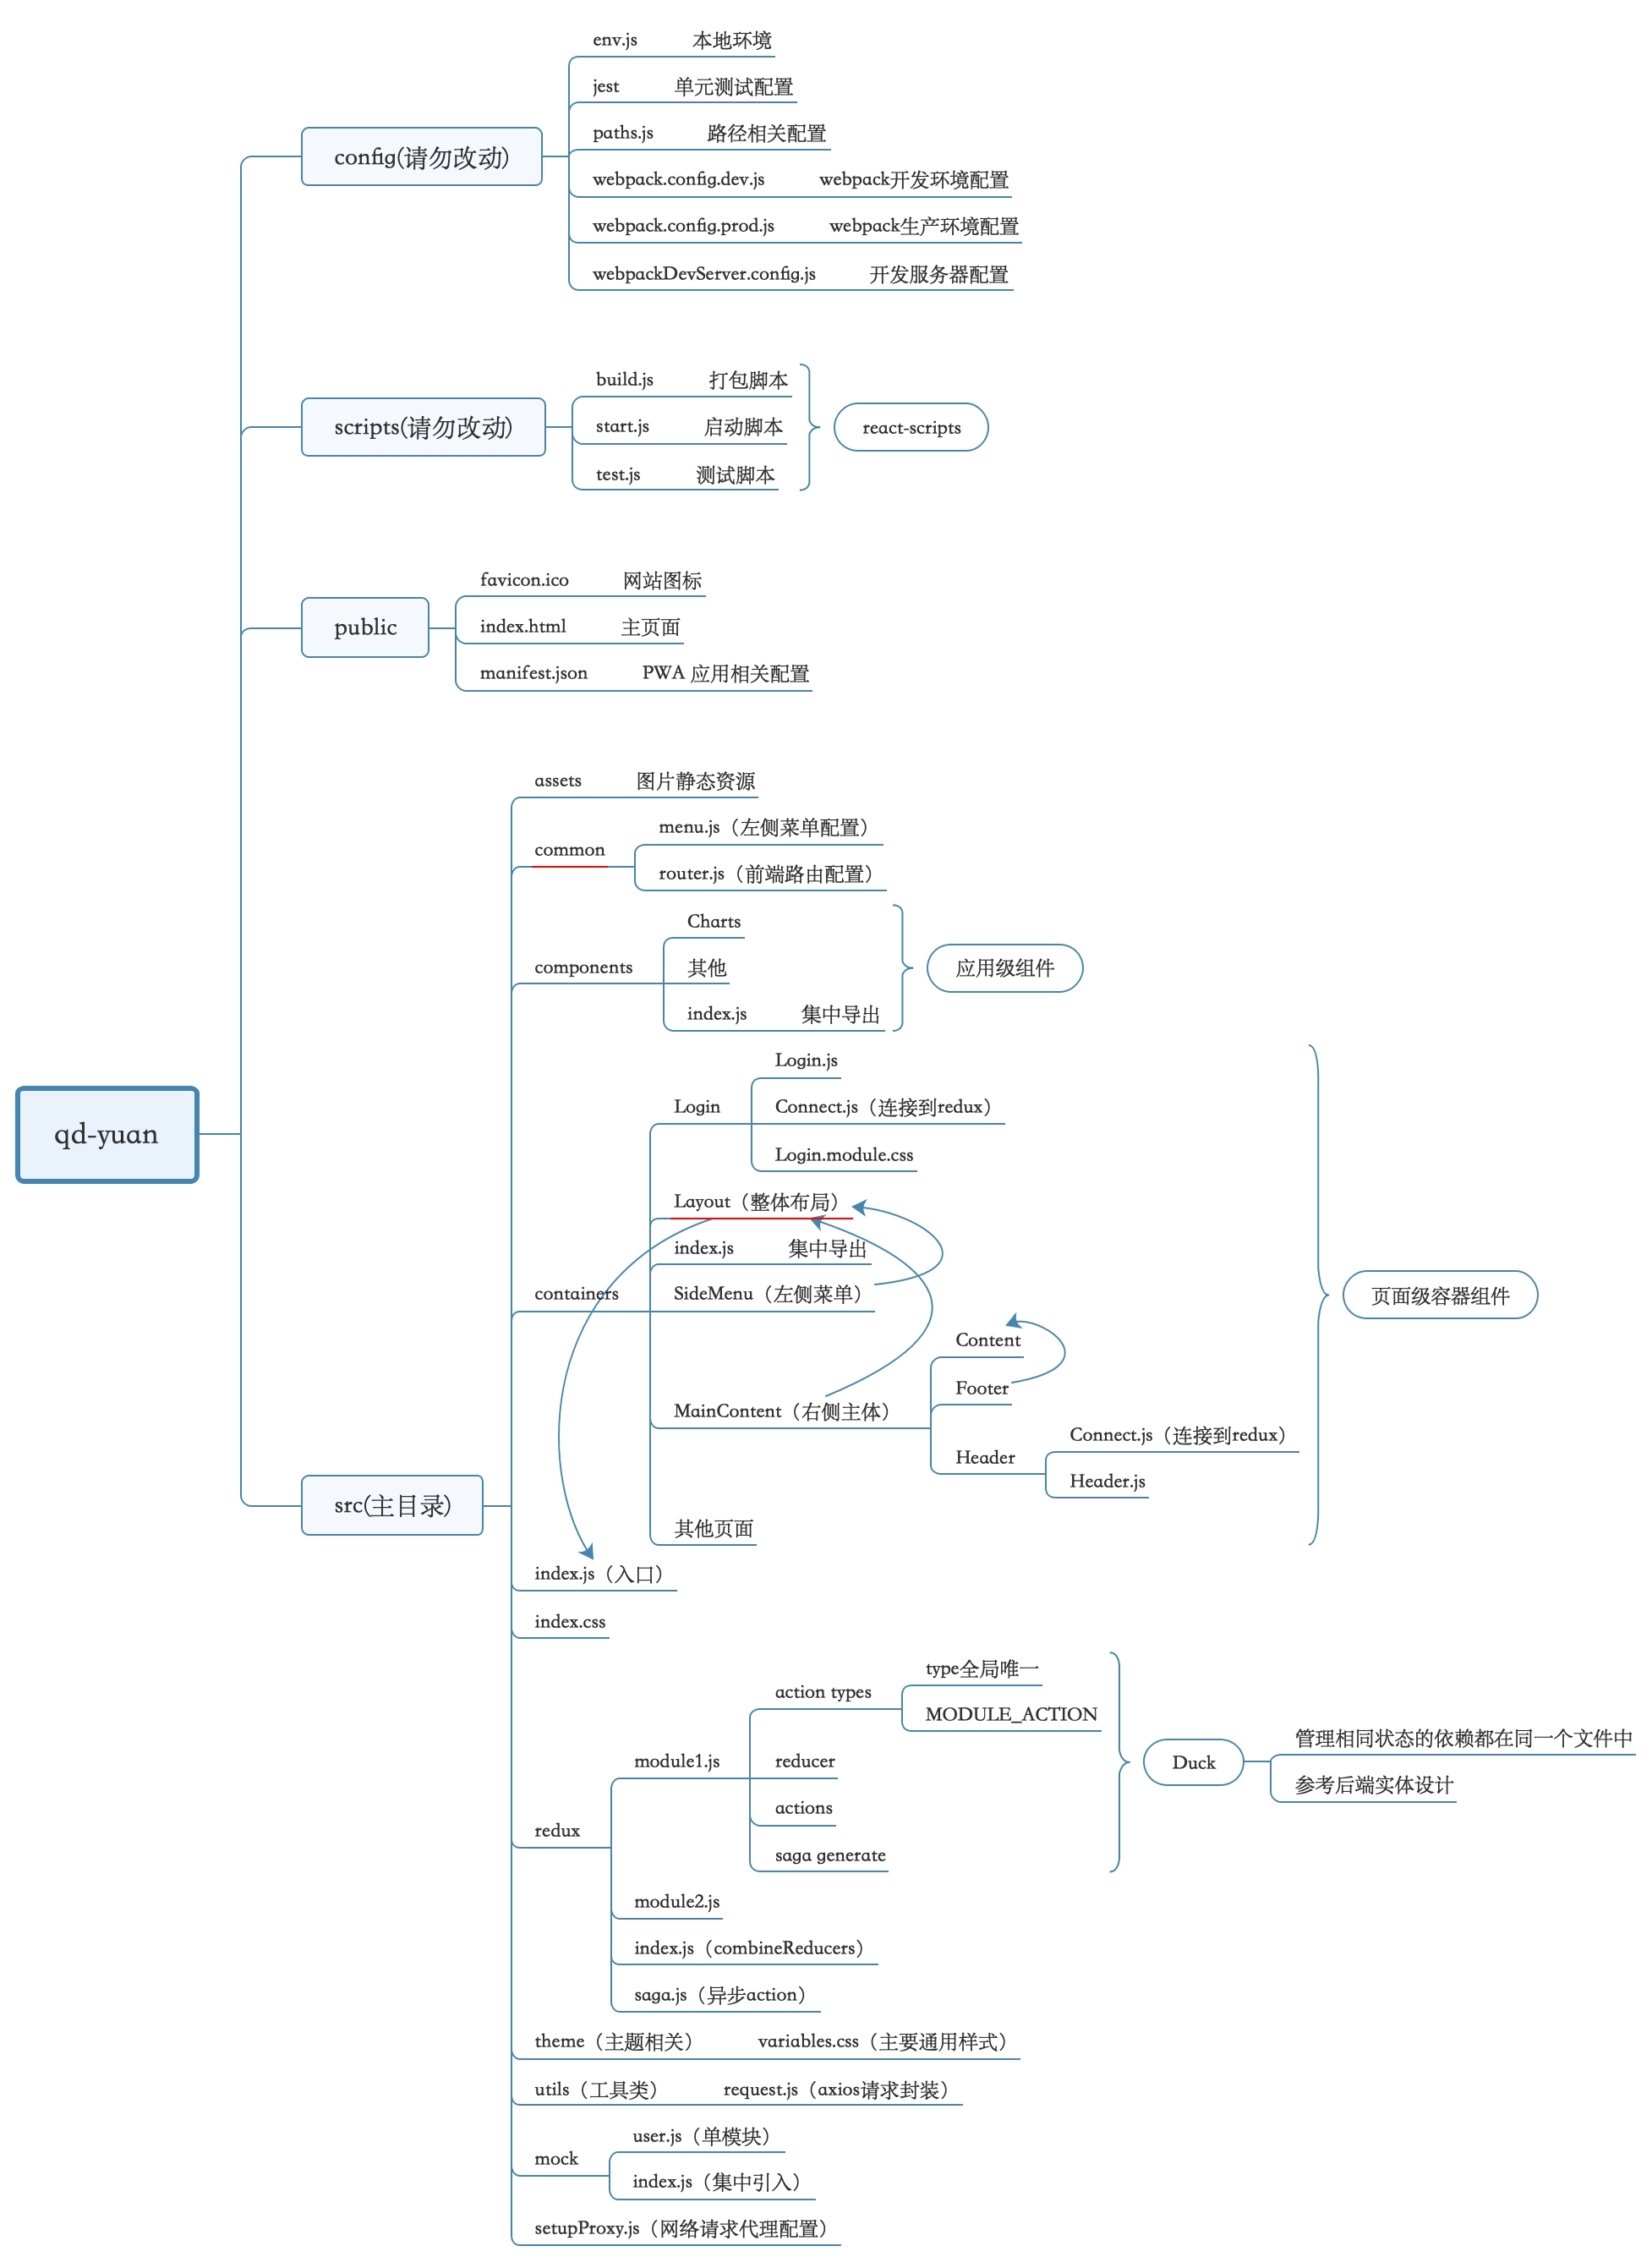 qd-yuan
config(请勿改动)
env.js 本地环境
jest 单元测试配置
paths.js 路径相关配置
webpack.config.dev.js webpack开发环境配置
webpack.config.prod.js webpack生产环境配置
webpackDevServer.config.js 开发服务器配置
scripts(请勿改动)
build.js 打包脚本
start.js 启动脚本
test.js 测试脚本
react-scripts
public
favicon.ico 网站图标
index.html 主页面
manifest.json PWA 应用相关配置
src(主目录)
assets 图片静态资源
common
menu.js（左侧菜单配置）
router.js（前端路由配置）
components
Charts
其他
index.js 集中导出
应用级组件
containers
Login
Login.js
Connect.js（连接到redux）
Login.module.css
Layout（整体布局）
index.js 集中导出
SideMenu（左侧菜单）
MainContent（右侧主体）
Content
Footer
Header
Connect.js（连接到redux）
Header.js
其他页面
页面级容器组件
index.js（入口）
index.css
redux
module1.js
action types
type全局唯一
MODULE_ACTION
reducer
actions
saga generate
Duck
管理相同状态的依赖都在同一个文件中
参考后端实体设计
module2.js
index.js（combineReducers）
saga.js（异步action）
theme（主题相关） variables.css（主要通用样式）
utils（工具类） request.js（axios请求封装）
mock
user.js（单模块）
index.js（集中引入）
setupProxy.js（网络请求代理配置）